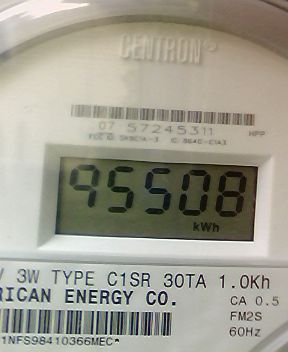 CENTRON®
07 57245311 HPP
95508
kWh
V 3W TYPE C1SR 30TA 1.0Kh
RICAN ENERGY CO. CA 0.5
FM2S
1NFS98410366MEC* 60Hz